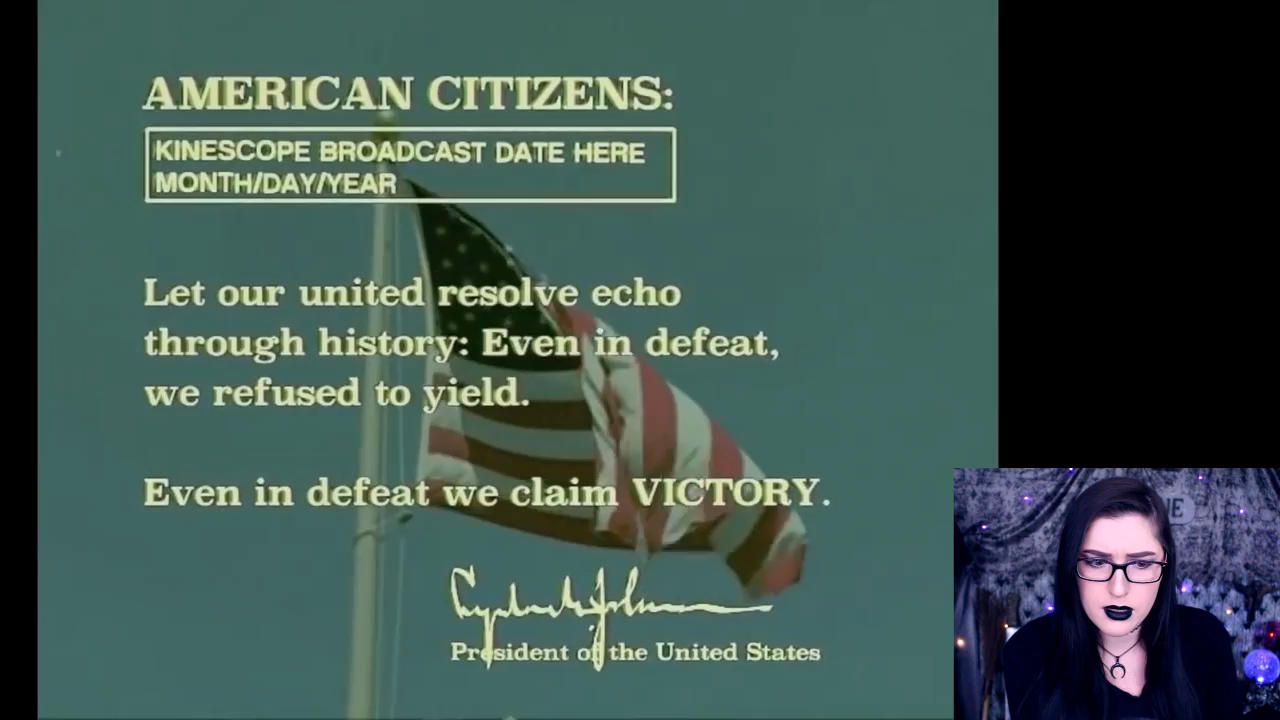 AMERICAN CITIZENS:
KINESCOPE BROADCAST DATE HERE
MONTH/DAY/YEAR
Let our united resolve echo
through history: Even in defeat,
we refused to yield.
Even in defeat we claim VICTORY.
President of the United States